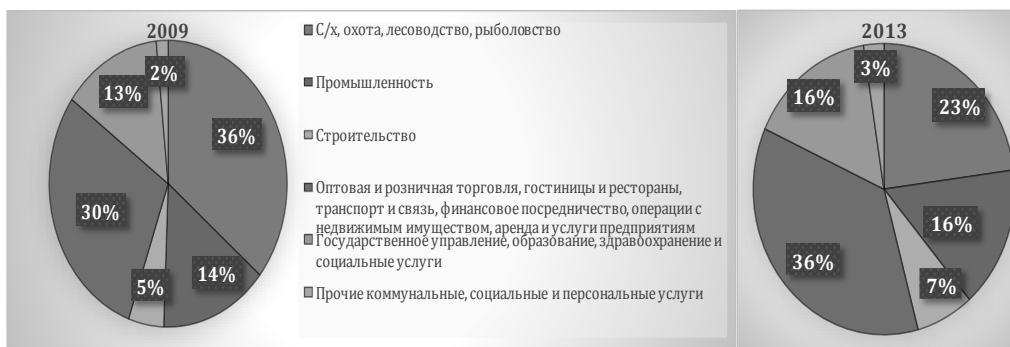 2009
2%
13%
36%
30%
14%
5%
С/х, охота, лесоводство, рыболовство
Промышленность
Строительство
Оптовая и розничная торговля, гостиницы и рестораны,
транспорт и связь, финансовое посредничество, операции с
недвижимым имуществом, аренда и услуги предприятиям
Государственное управление, образование, здравоохранение и
социальные услуги
Прочие коммунальные, социальные и персональные услуги
2013
3%
16%
23%
16%
36%
7%